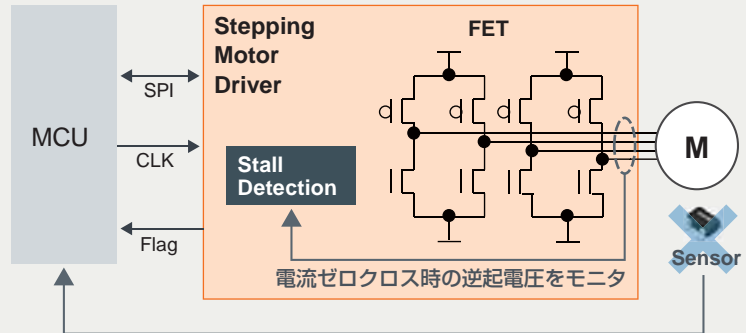 Stepping
Motor
Driver
FET
MCU
SPI
CLK
Flag
Stall
Detection
M
Sensor
電流ゼロクロス時の逆起電圧をモニタ